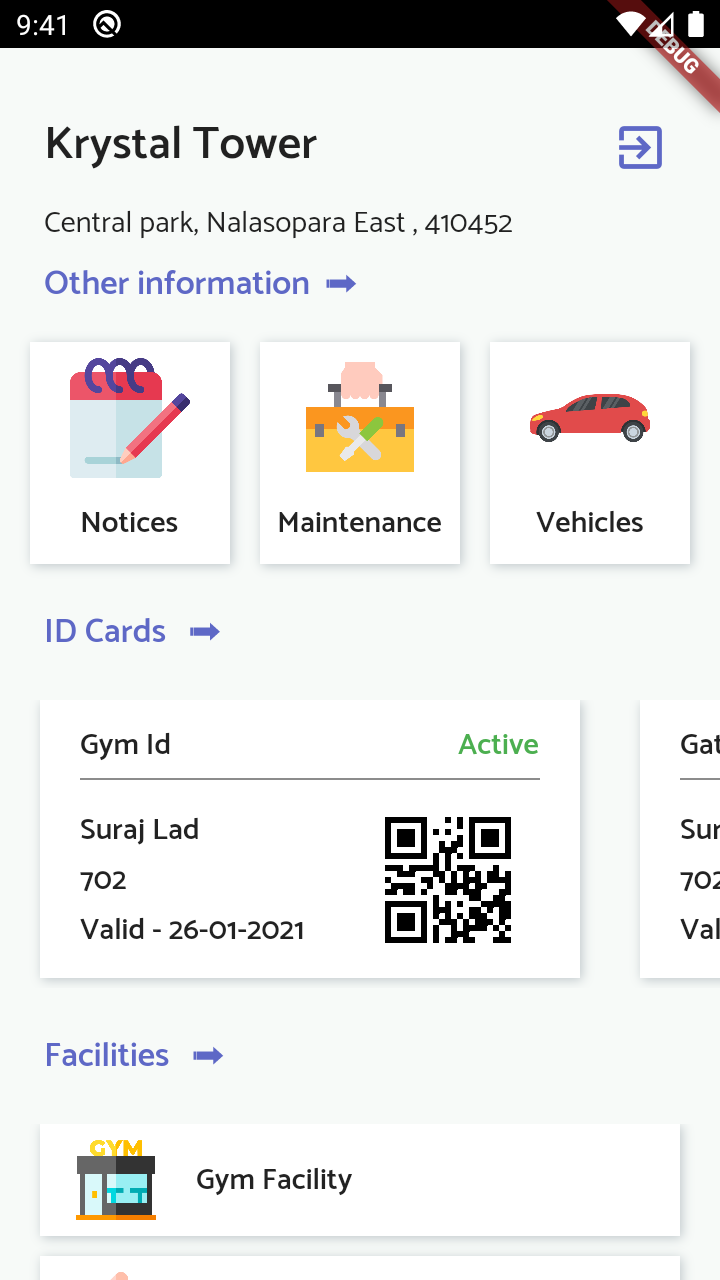 9:41
DEBUG
Krystal Tower
Central park, Nalasopara East , 410452
Other information
Notices
Maintenance
Vehicles
ID Cards
Gym Id
Active
Suraj Lad
702
Valid - 26-01-2021
Gat
Sur
702
Val
Facilities
GYM
Gym Facility